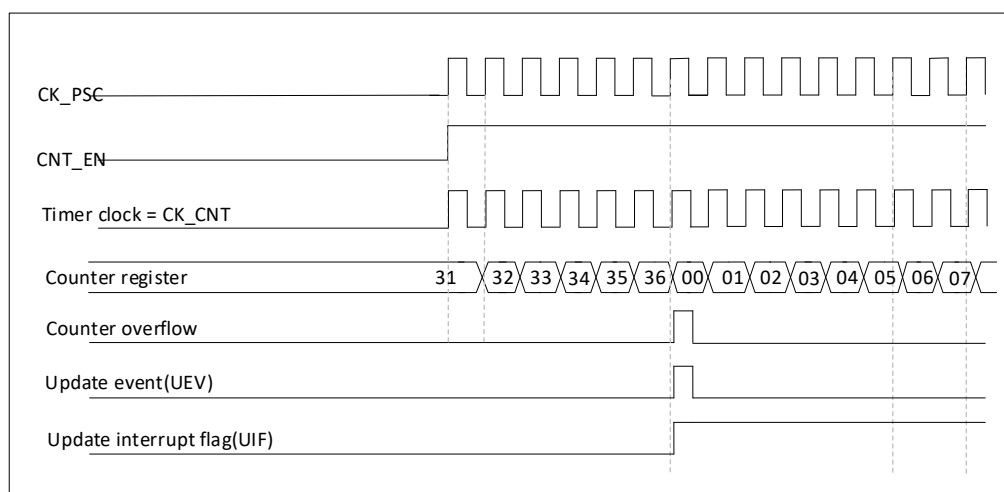 CK_PSC
CNT_EN
Timer clock = CK_CNT
Counter register 31 32 33 34 35 36 00 01 02 03 04 05 06 07
Counter overflow
Update event(UEV)
Update interrupt flag(UIF)